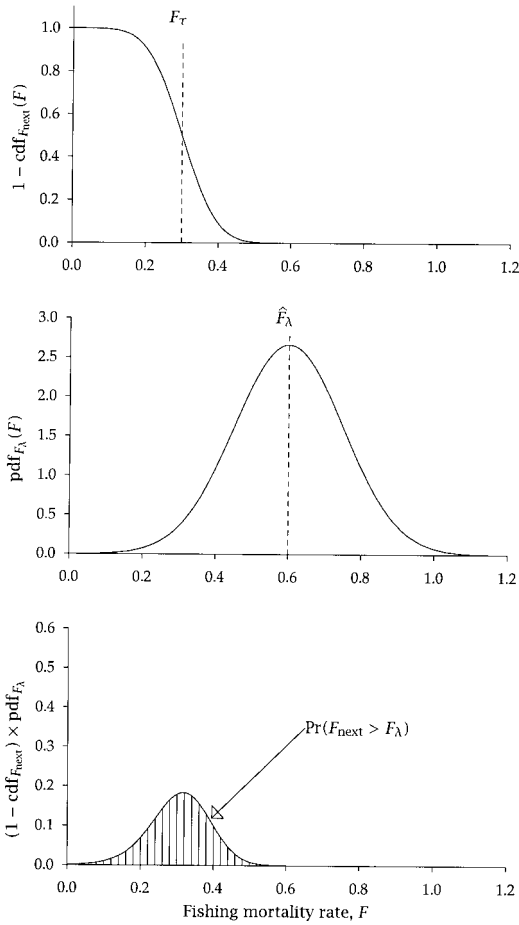 F_τ
1 − cdf_{F_next}(F)
1.0
0.8
0.6
0.4
0.2
0.0
0.0 0.2 0.4 0.6 0.8 1.0 1.2
F̂_λ
pdf_{F_λ}(F)
3.0
2.5
2.0
1.5
1.0
0.5
0.0
0.0 0.2 0.4 0.6 0.8 1.0 1.2
(1 − cdf_{F_next}) × pdf_{F_λ}
0.6
0.5
0.4
0.3
0.2
0.1
0.0
Pr(F_next > F_λ)
0.0 0.2 0.4 0.6 0.8 1.0 1.2
Fishing mortality rate, F